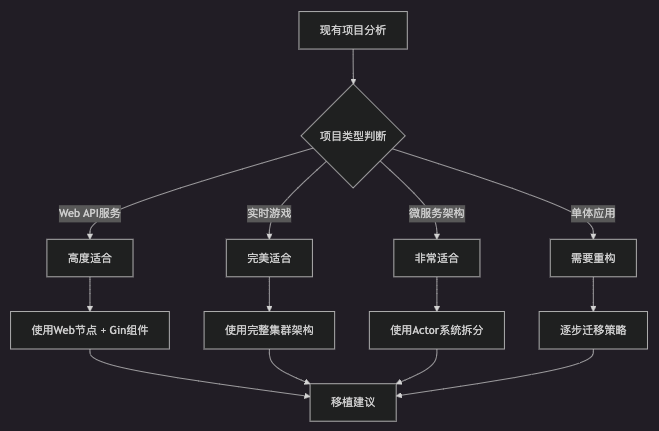 现有项目分析
项目类型判断
Web API服务
实时游戏
微服务架构
单体应用
高度适合
完美适合
非常适合
需要重构
使用Web节点 + Gin组件
使用完整集群架构
使用Actor系统拆分
逐步迁移策略
移植建议